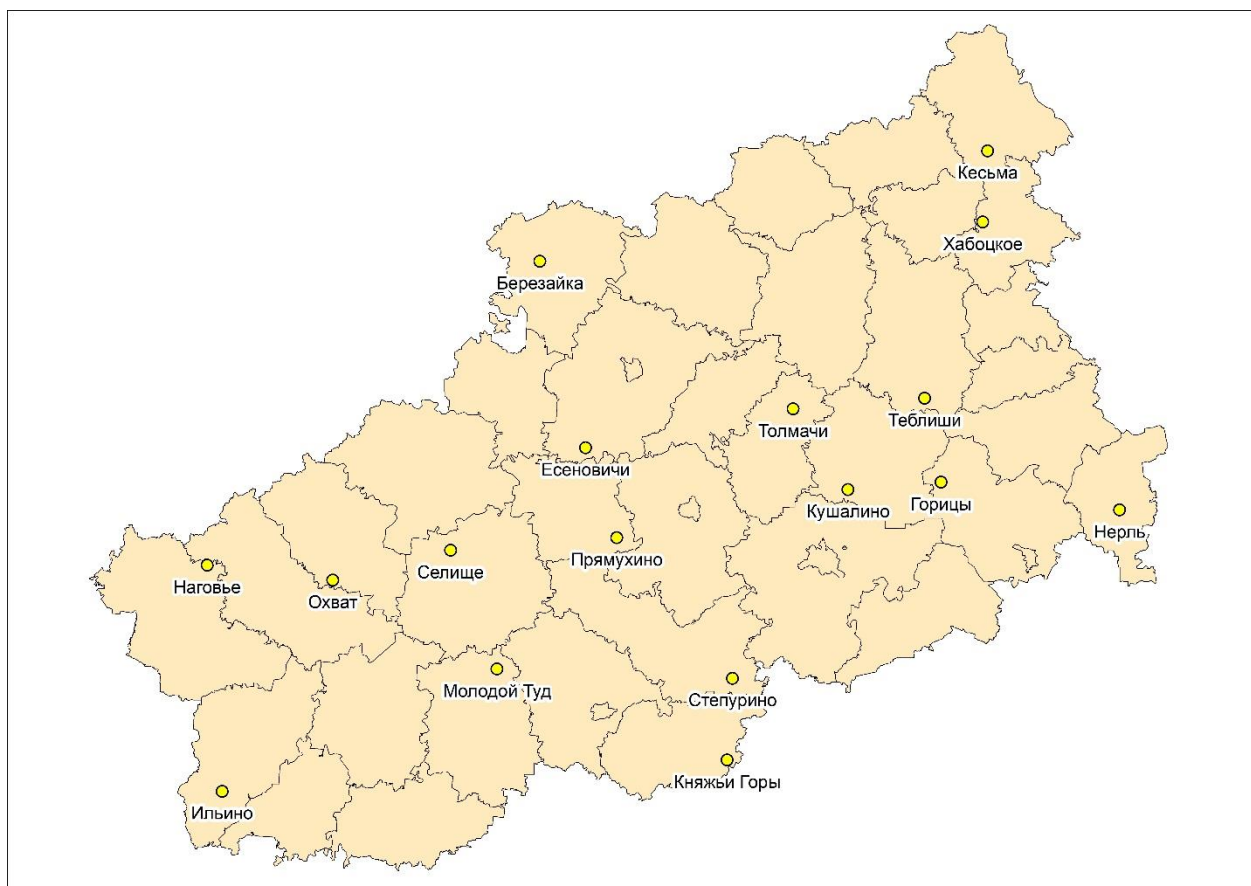 Кесьма
Хабоцкое
Березайка
Теблиши
Толмачи
Есеновичи
Кушалино
Горицы
Нерль
Прямухино
Селище
Наговье
Охват
Молодой Туд
Степурино
Княжьи Горы
Ильино